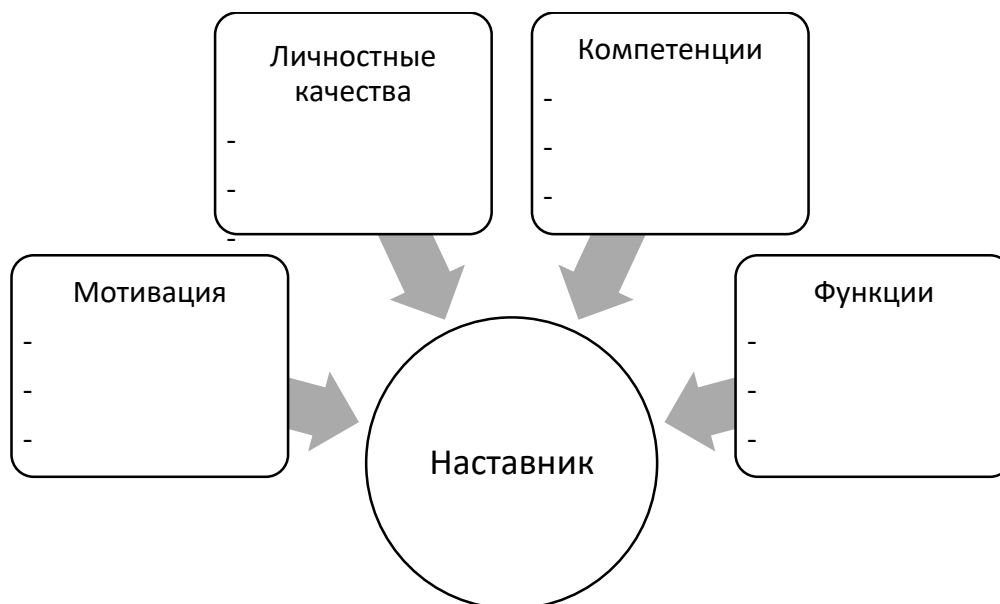 Личностные
качества
-
-
-
Компетенции
-
-
-
Мотивация
-
-
-
Функции
-
-
-
Наставник